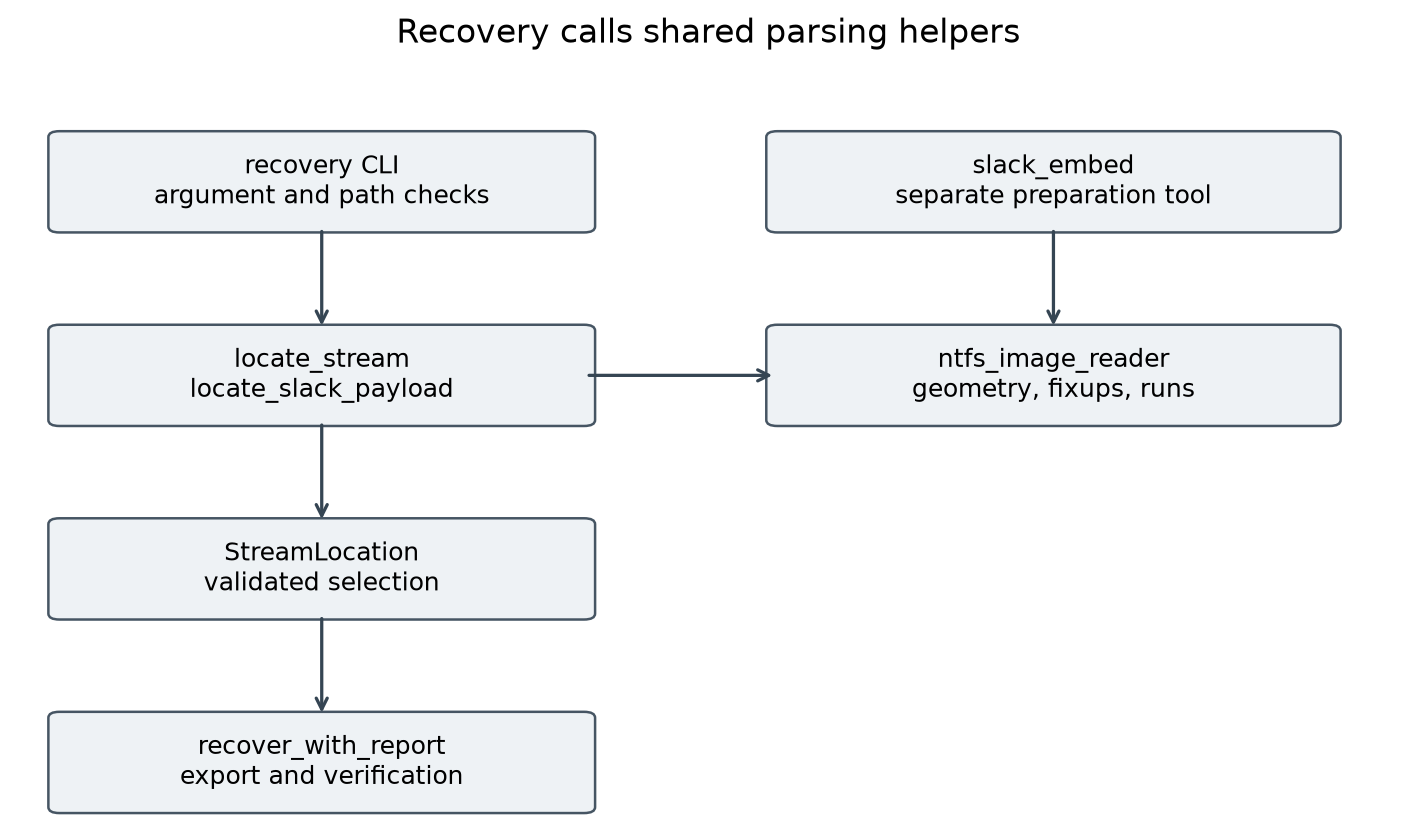 Recovery calls shared parsing helpers
recovery CLI
argument and path checks
slack_embed
separate preparation tool
locate_stream
locate_slack_payload
ntfs_image_reader
geometry, fixups, runs
StreamLocation
validated selection
recover_with_report
export and verification